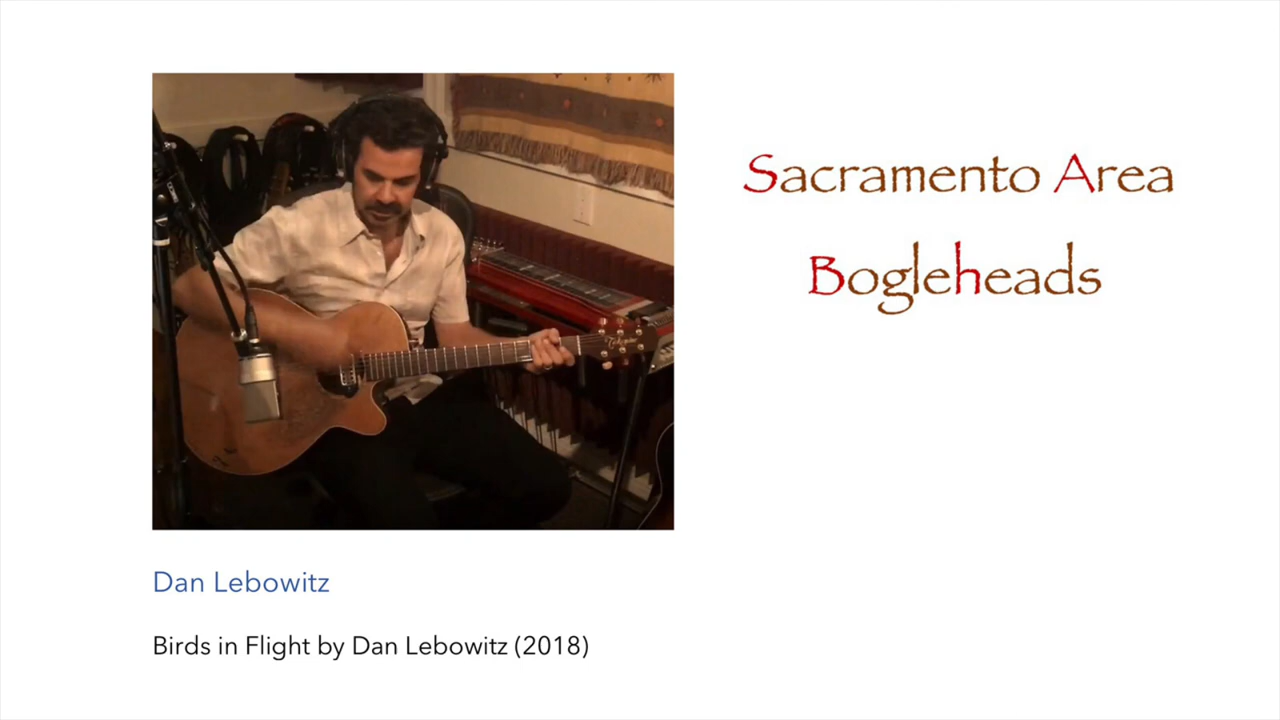 Sacramento Area
Bogleheads
Dan Lebowitz
Birds in Flight by Dan Lebowitz (2018)